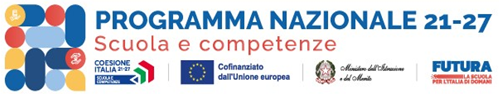 PROGRAMMA NAZIONALE 21-27
Scuola e competenze
COESIONE
ITALIA 21-27
SCUOLA E
COMPETENZE
Cofinanziato
dall'Unione europea
Ministero dell'Istruzione
e del Merito
FUTURA
LA SCUOLA
PER L'ITALIA DI DOMANI